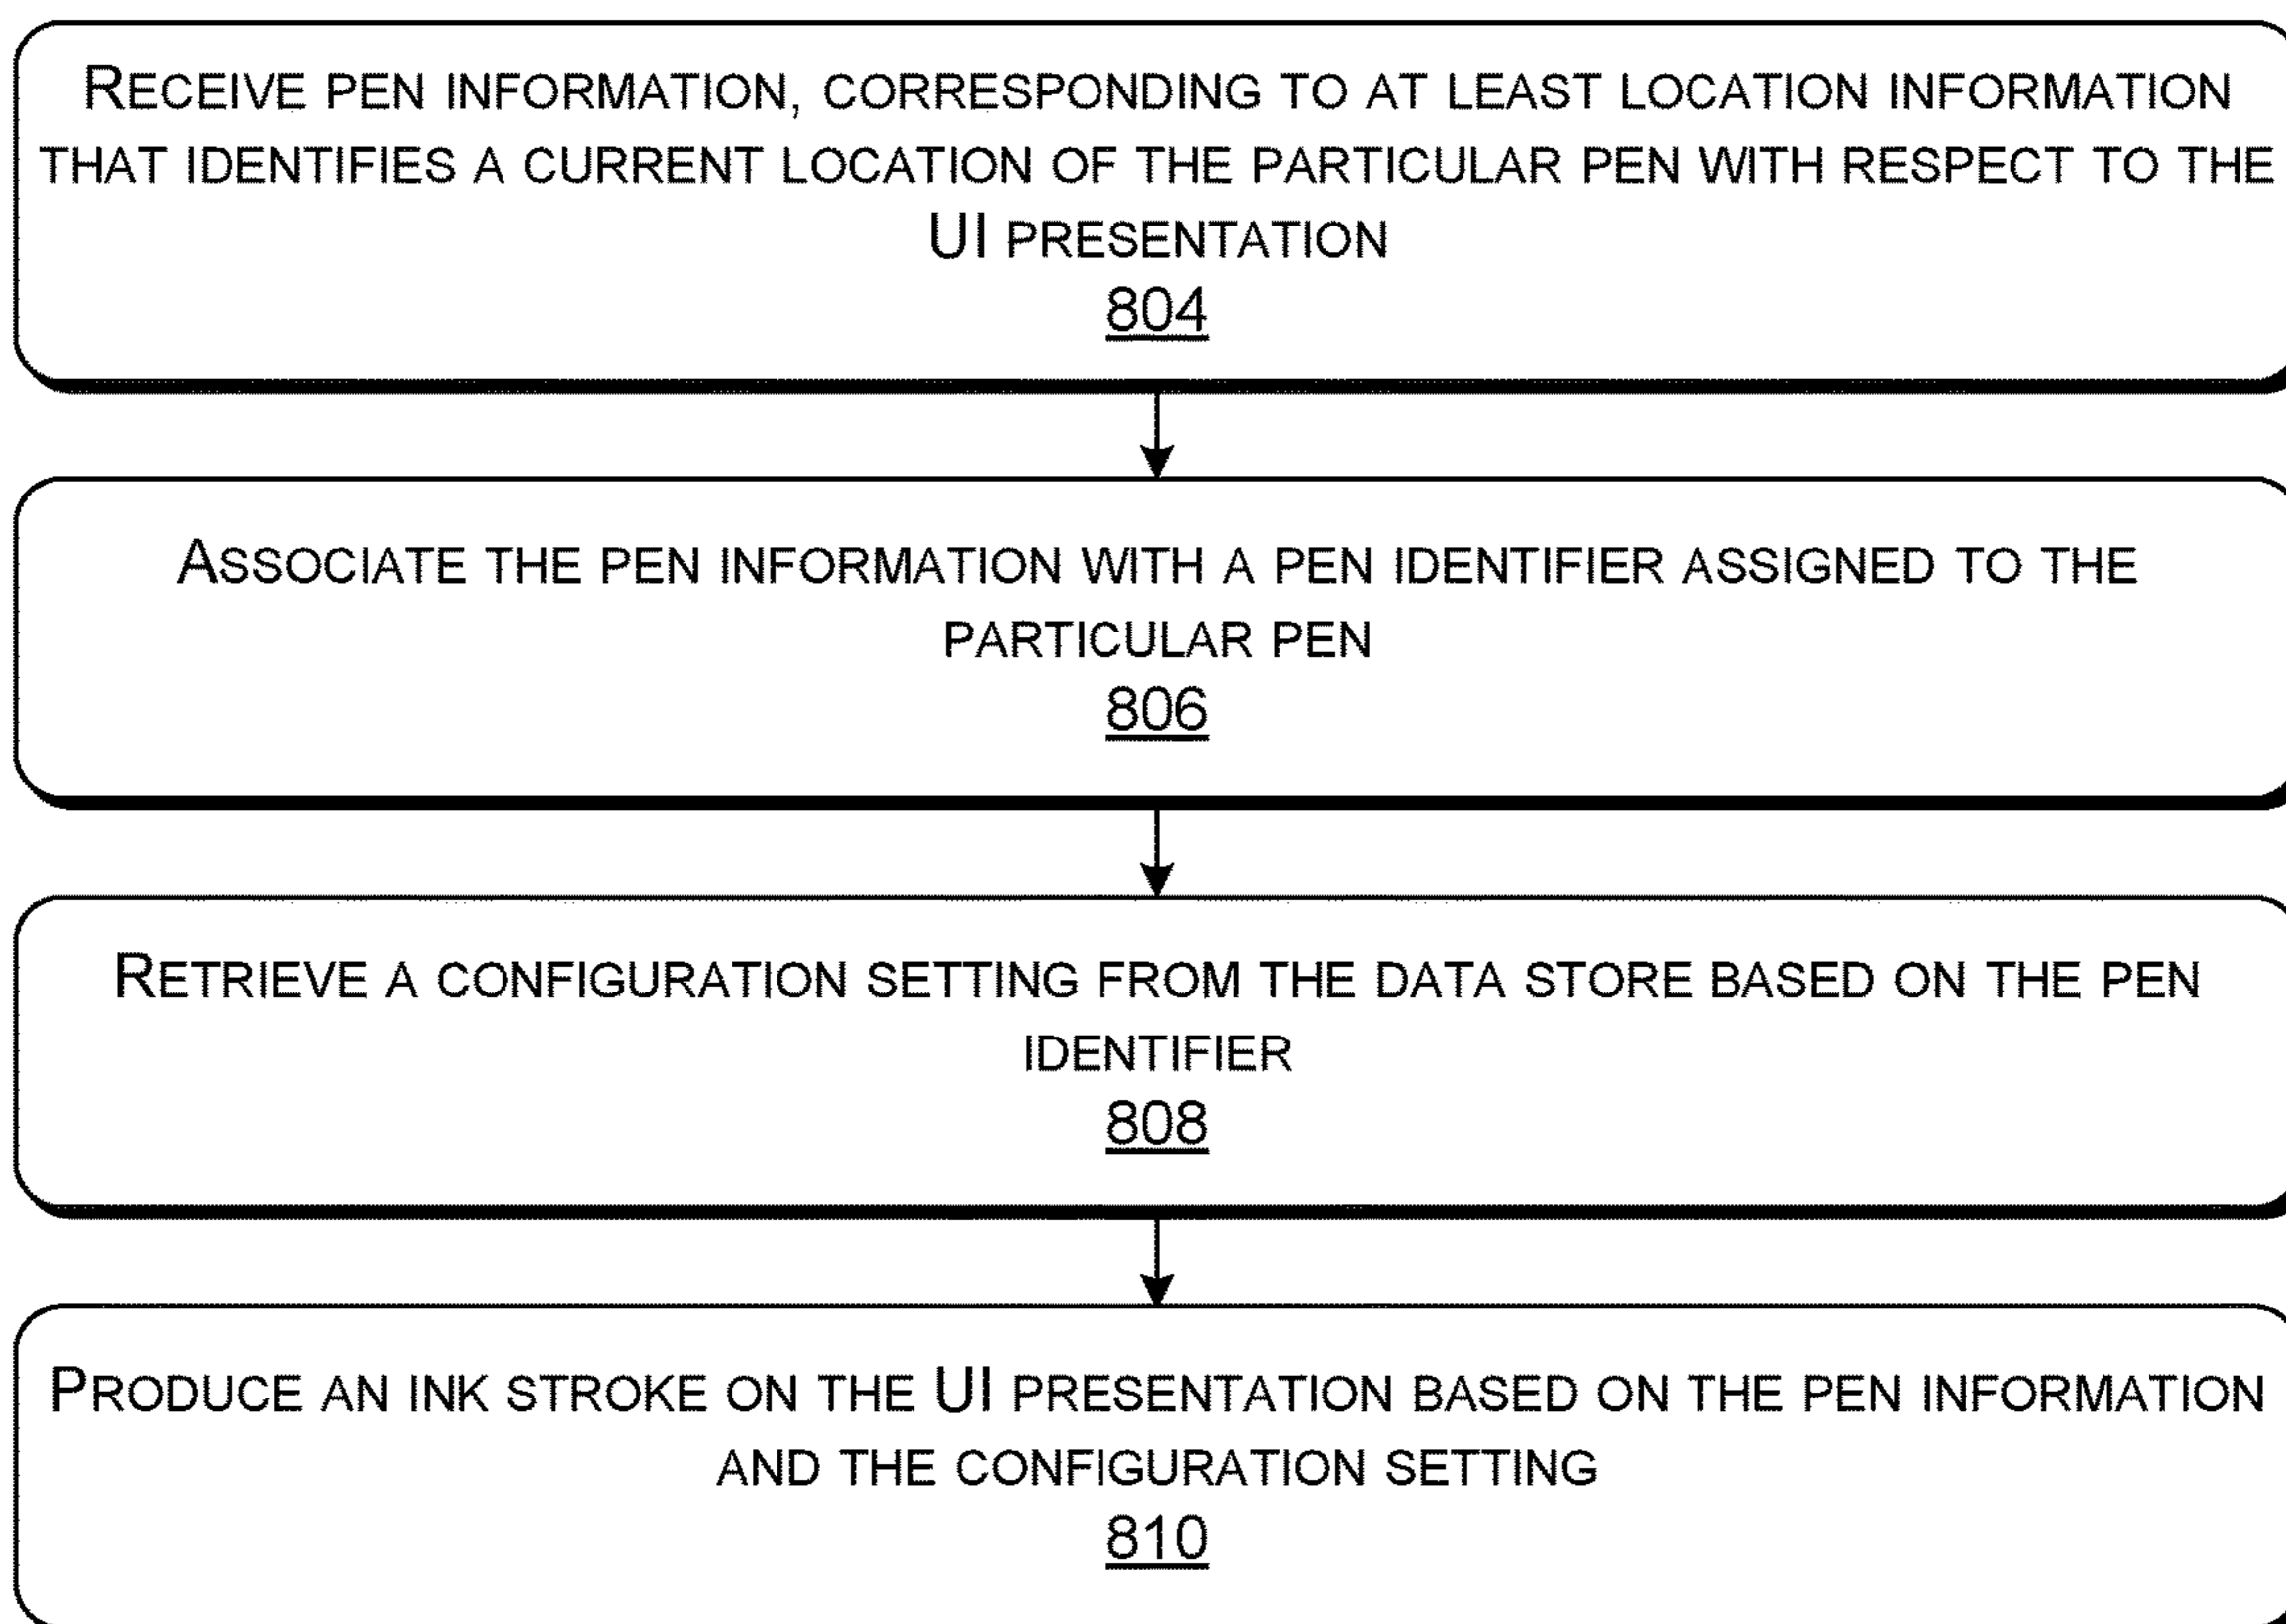 RECEIVE PEN INFORMATION, CORRESPONDING TO AT LEAST LOCATION INFORMATION
THAT IDENTIFIES A CURRENT LOCATION OF THE PARTICULAR PEN WITH RESPECT TO THE
UI PRESENTATION
804
ASSOCIATE THE PEN INFORMATION WITH A PEN IDENTIFIER ASSIGNED TO THE
PARTICULAR PEN
806
RETRIEVE A CONFIGURATION SETTING FROM THE DATA STORE BASED ON THE PEN
IDENTIFIER
808
PRODUCE AN INK STROKE ON THE UI PRESENTATION BASED ON THE PEN INFORMATION
AND THE CONFIGURATION SETTING
810